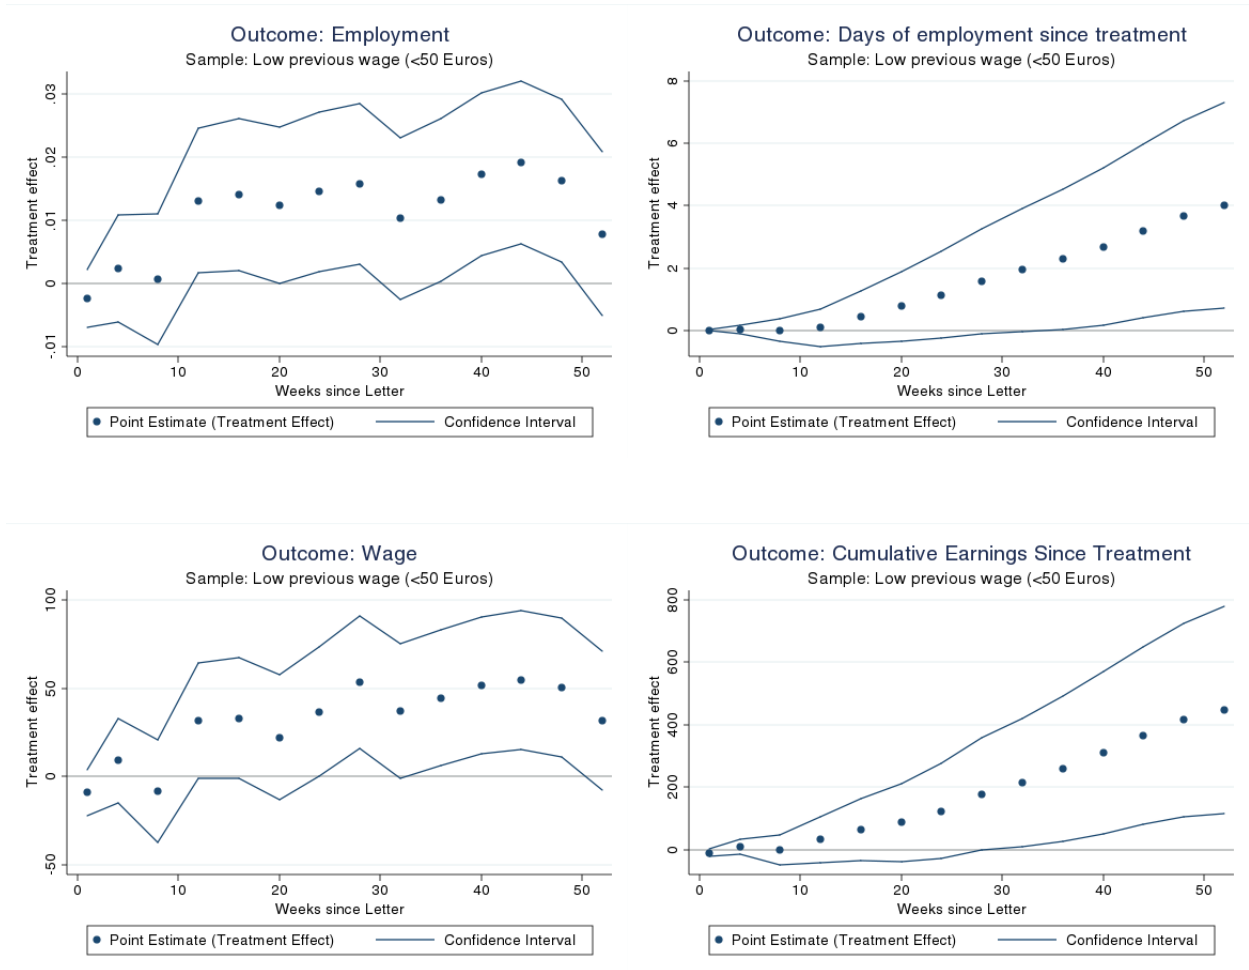 Outcome: Employment
Sample: Low previous wage (<50 Euros)
Treatment effect
.03
.02
.01
0
-.01
0 10 20 30 40 50
Weeks since Letter
Point Estimate (Treatment Effect) Confidence Interval
Outcome: Days of employment since treatment
Sample: Low previous wage (<50 Euros)
Treatment effect
8
6
4
2
0
0 10 20 30 40 50
Weeks since Letter
Point Estimate (Treatment Effect) Confidence Interval
Outcome: Wage
Sample: Low previous wage (<50 Euros)
Treatment effect
100
50
0
-50
0 10 20 30 40 50
Weeks since Letter
Point Estimate (Treatment Effect) Confidence Interval
Outcome: Cumulative Earnings Since Treatment
Sample: Low previous wage (<50 Euros)
Treatment effect
800
600
400
200
0
0 10 20 30 40 50
Weeks since Letter
Point Estimate (Treatment Effect) Confidence Interval